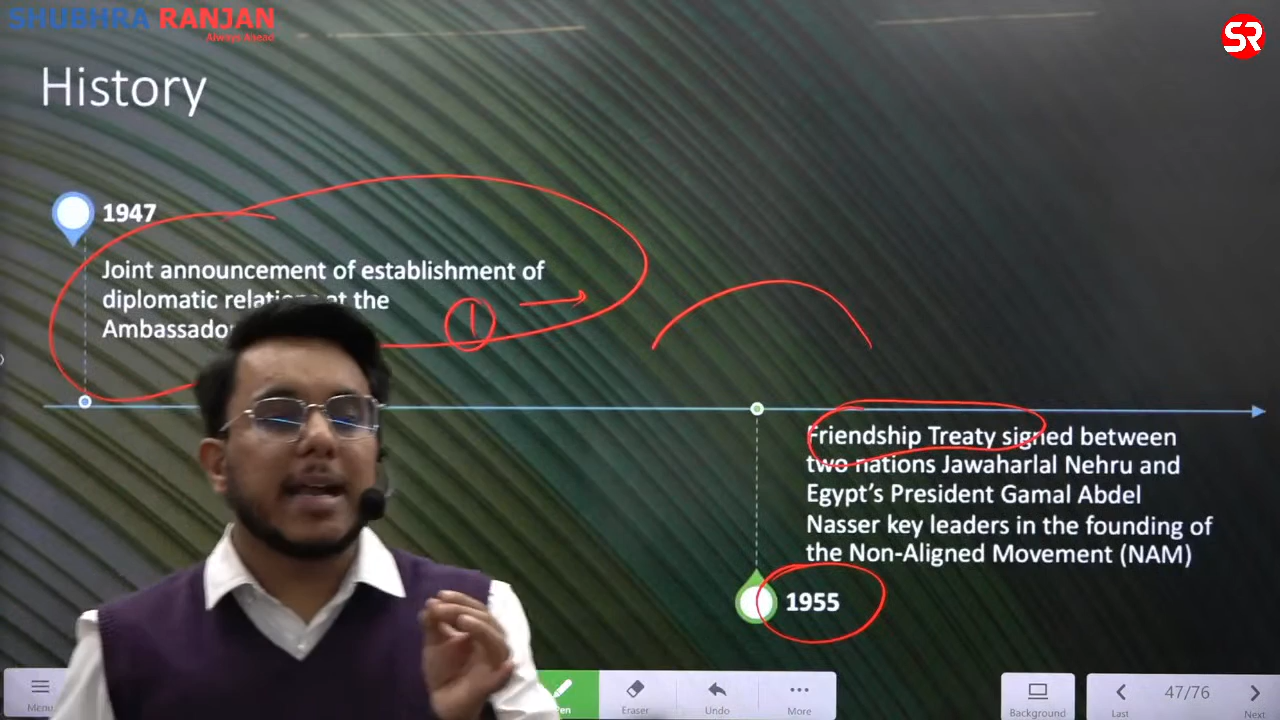 SHUBHRA RANJAN
Always Ahead
SR
History
1947
Joint announcement of establishment of
diplomatic relations at the
1
Friendship Treaty signed between
two nations Jawaharlal Nehru and
Egypt’s President Gamal Abdel
Nasser key leaders in the founding of
the Non-Aligned Movement (NAM)
1955
Menu
Pen
Eraser
Undo
More
Background
Last
47/76
Next